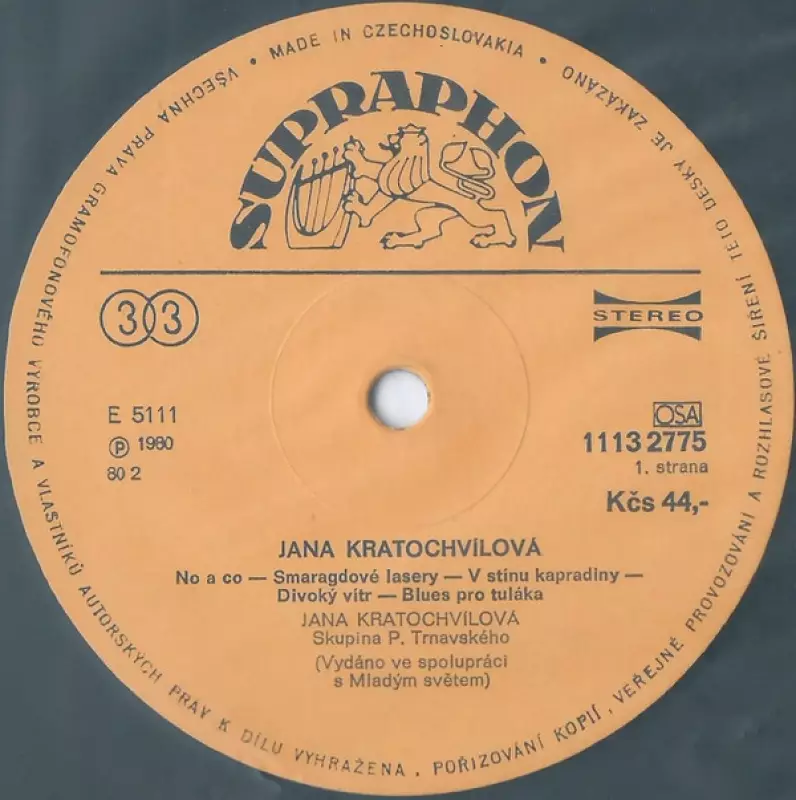 • MADE IN CZECHOSLOVAKIA •
VŠECHNA PRÁVA GRAMOFONOVÉHO VÝROBCE A VLASTNÍKŮ AUTORSKÝCH PRÁV K DÍLU VYHRAŽENA. POŘIZOVÁNÍ KOPIÍ, VEŘEJNÉ PROVOZOVÁNÍ A ROZHLASOVÉ ŠÍŘENÍ TÉTO DESKY JE ZAKÁZÁNO
SUPRAPHON
33
STEREO
E 5111
OSA
Ⓟ 1980
1113 2775
80 2
1. strana
Kčs 44,-
JANA KRATOCHVÍLOVÁ
No a co — Smaragdové lasery — V stínu kapradiny —
Divoký vítr — Blues pro tuláka
JANA KRATOCHVÍLOVÁ
Skupina P. Trnavského
(Vydáno ve spolupráci
s Mladým světem)